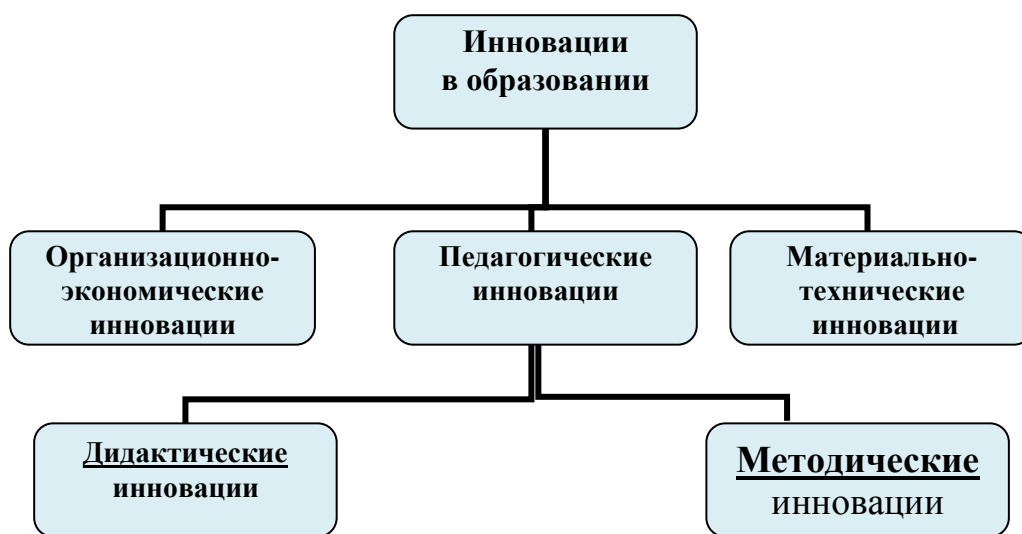 Инновации
в образовании
Организационно-
экономические
инновации
Педагогические
инновации
Материально-
технические
инновации
Дидактические
инновации
Методические
инновации